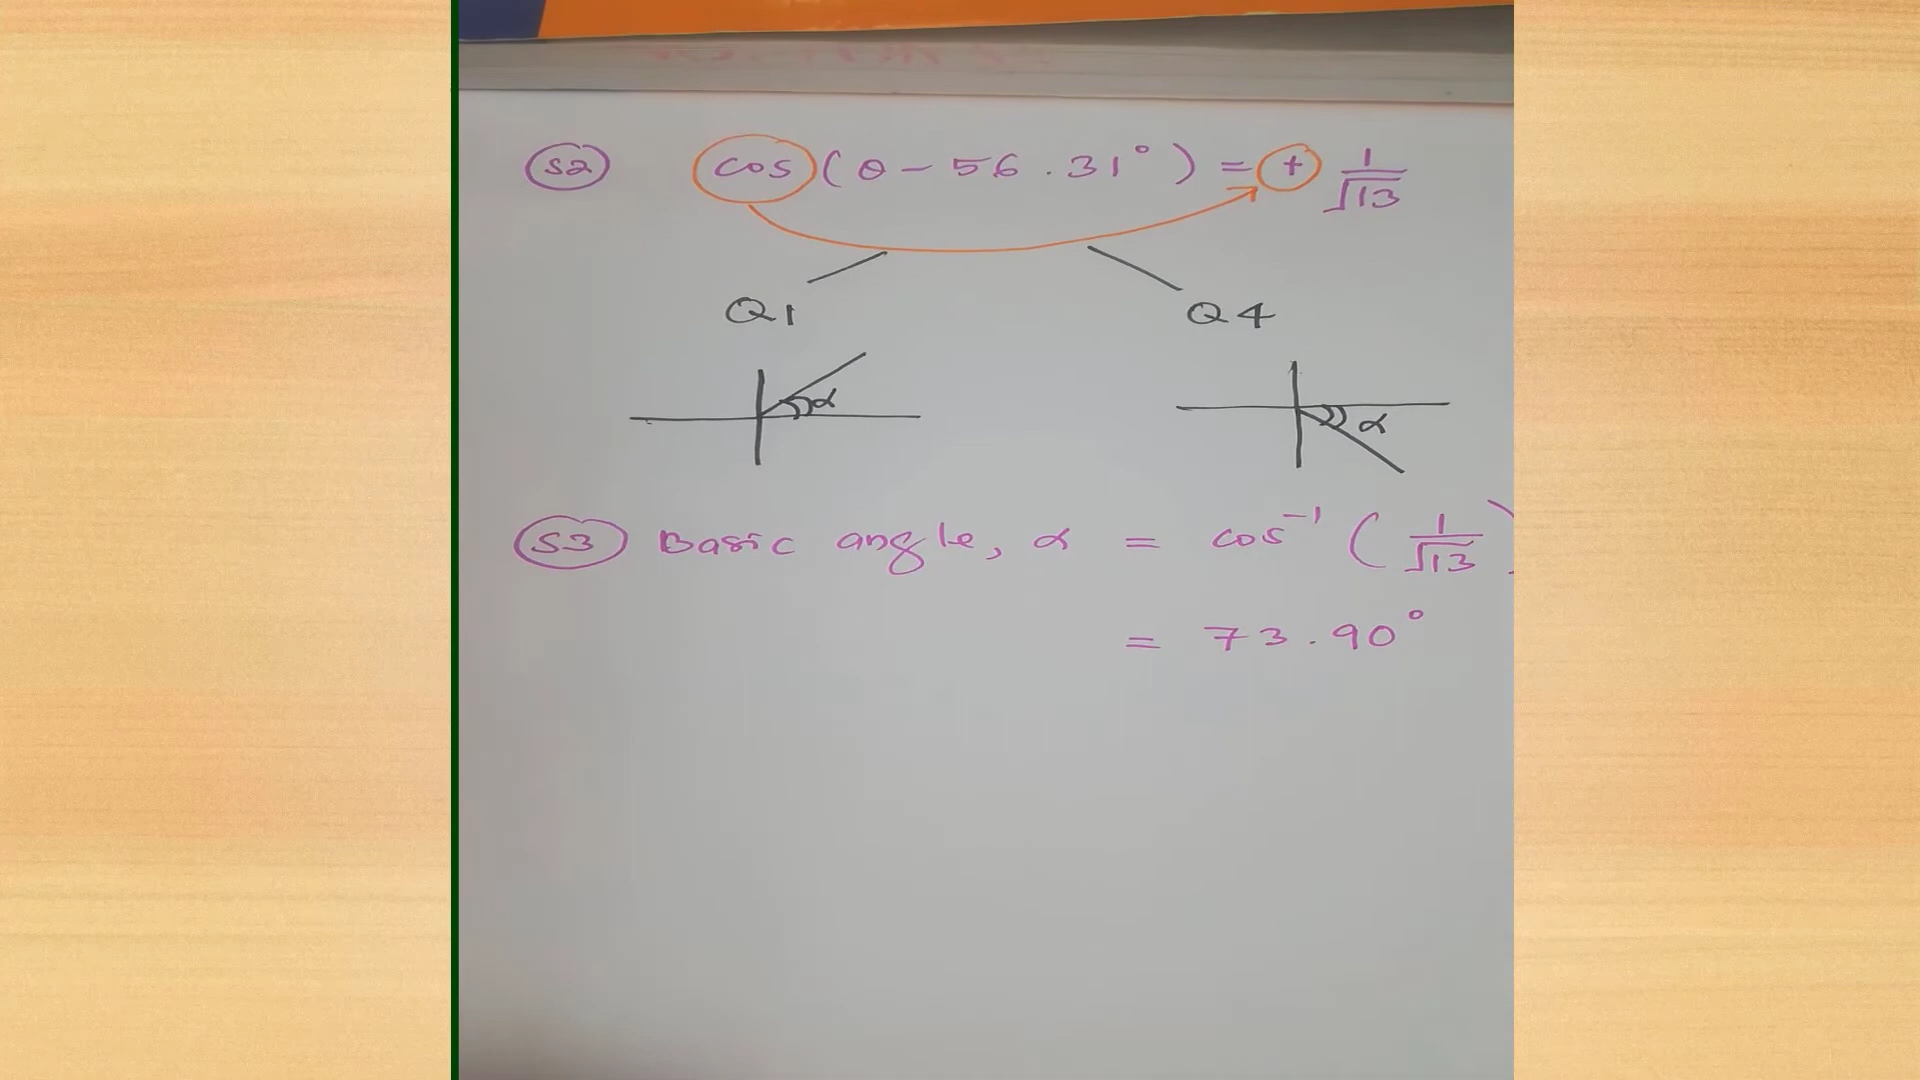 S2 cos(θ - 56.31°) = + 1/√13
Q1 Q4
α α
S3 Basic angle, α = cos⁻¹ (1/√13)
= 73.90°